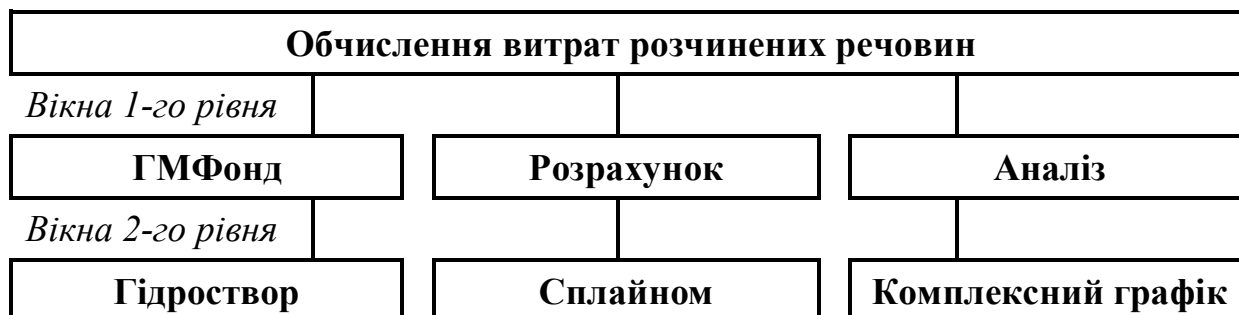 Обчислення витрат розчинених речовин
Вікна 1-го рівня
ГМФонд Розрахунок Аналіз
Вікна 2-го рівня
Гідроствор Сплайном Комплексний графік